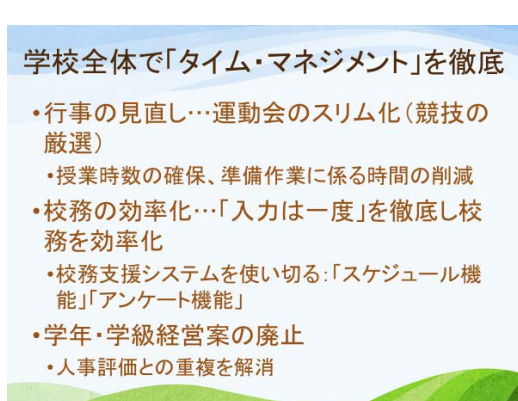 学校全体で「タイム・マネジメント」を徹底
•行事の見直し…運動会のスリム化(競技の
厳選)
•授業時数の確保、準備作業に係る時間の削減
•校務の効率化…「入力は一度」を徹底し校
務を効率化
•校務支援システムを使い切る:「スケジュール機
能」「アンケート機能」
•学年・学級経営案の廃止
•人事評価との重複を解消